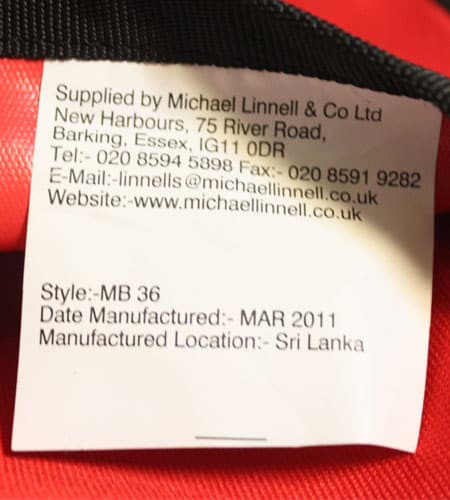 Supplied by Michael Linnell & Co Ltd
New Harbours, 75 River Road,
Barking, Essex, IG11 0DR
Tel:- 020 8594 5898 Fax:- 020 8591 9282
E-Mail:-linnells@michaellinnell.co.uk
Website:-www.michaellinnell.co.uk
Style:-MB 36
Date Manufactured:- MAR 2011
Manufactured Location:- Sri Lanka